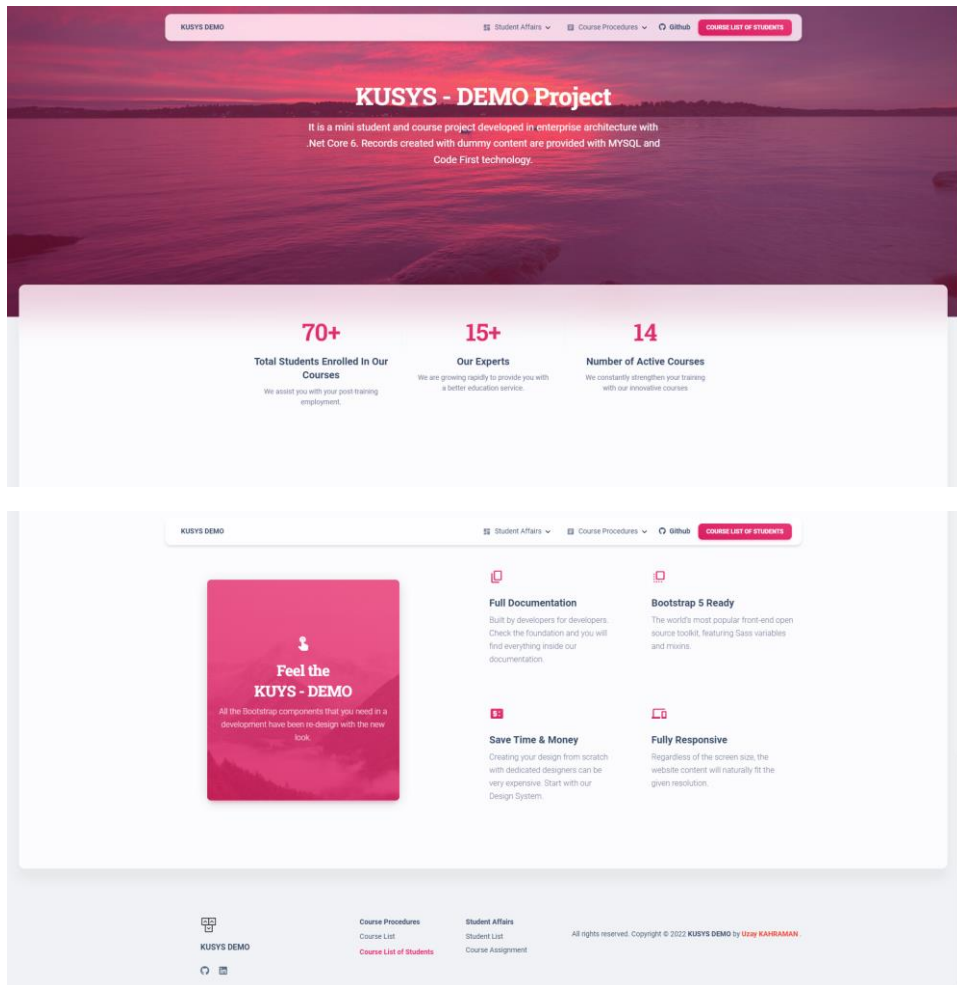 KUSYS DEMO
Student Affairs
Course Procedures
Github
COURSE LIST OF STUDENTS
KUSYS - DEMO Project
It is a mini student and course project developed in enterprise architecture with
.Net Core 6. Records created with dummy content are provided with MYSQL and
Code First technology.
70+
Total Students Enrolled In Our
Courses
We assist you with your post training
employment.
15+
Our Experts
We are growing rapidly to provide you with
a better education service.
14
Number of Active Courses
We constantly strengthen your training
with our innovative courses
KUSYS DEMO
Student Affairs
Course Procedures
Github
COURSE LIST OF STUDENTS
Feel the
KUYS - DEMO
All the Bootstrap components that you need in a
development have been re-design with the new
look.
Full Documentation
Built by developers for developers.
Check the foundation and you will
find everything inside our
documentation.
Bootstrap 5 Ready
The world's most popular front-end open
source toolkit, featuring Sass variables
and mixins.
Save Time & Money
Creating your design from scratch
with dedicated designers can be
very expensive. Start with our
Design System.
Fully Responsive
Regardless of the screen size, the
website content will naturally fit the
given resolution.
KUSYS DEMO
Course Procedures
Course List
Course List of Students
Student Affairs
Student List
Course Assignment
All rights reserved. Copyright © 2022 KUSYS DEMO by Uzay KAHRAMAN .